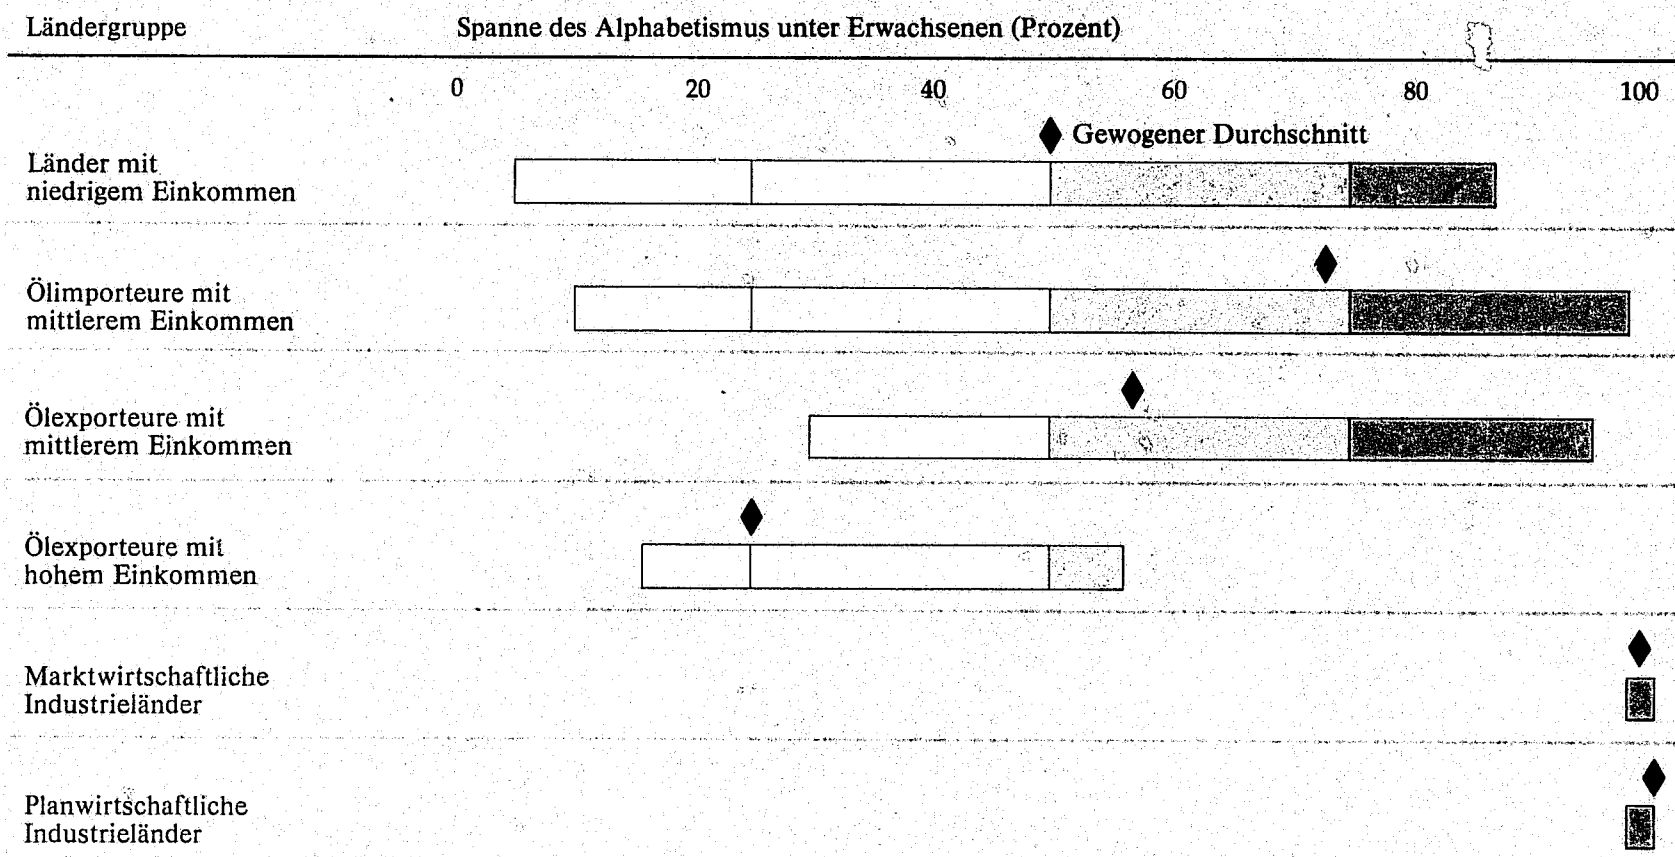 Ländergruppe
Spanne des Alphabetismus unter Erwachsenen (Prozent)
0 20 40 60 80 100
Gewogener Durchschnitt
Länder mit
niedrigem Einkommen
Ölimporteure mit
mittlerem Einkommen
Ölexporteure mit
mittlerem Einkommen
Ölexporteure mit
hohem Einkommen
Marktwirtschaftliche
Industrieländer
Planwirtschaftliche
Industrieländer